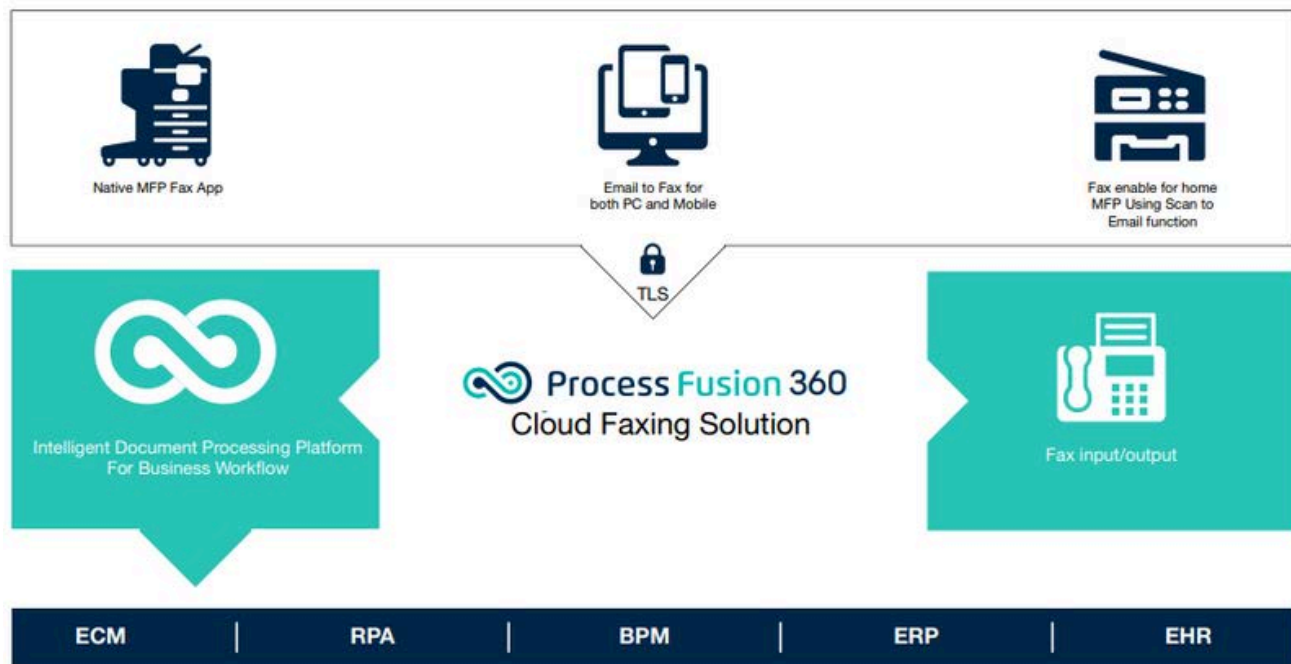 Native MFP Fax App
Email to Fax for
both PC and Mobile
Fax enable for home
MFP Using Scan to
Email function
TLS
Intelligent Document Processing Platform
For Business Workflow
Process Fusion 360
Cloud Faxing Solution
Fax input/output
ECM
RPA
BPM
ERP
EHR